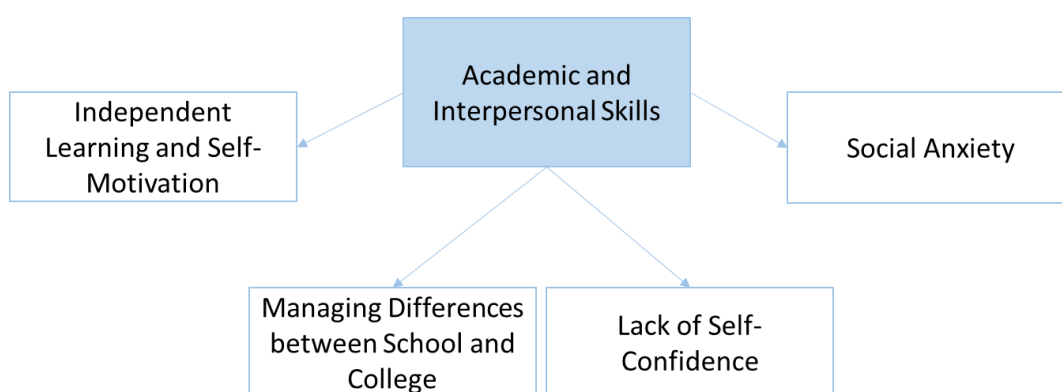 Academic and
Interpersonal Skills
Independent
Learning and Self-
Motivation
Social Anxiety
Managing Differences
between School and
College
Lack of Self-
Confidence